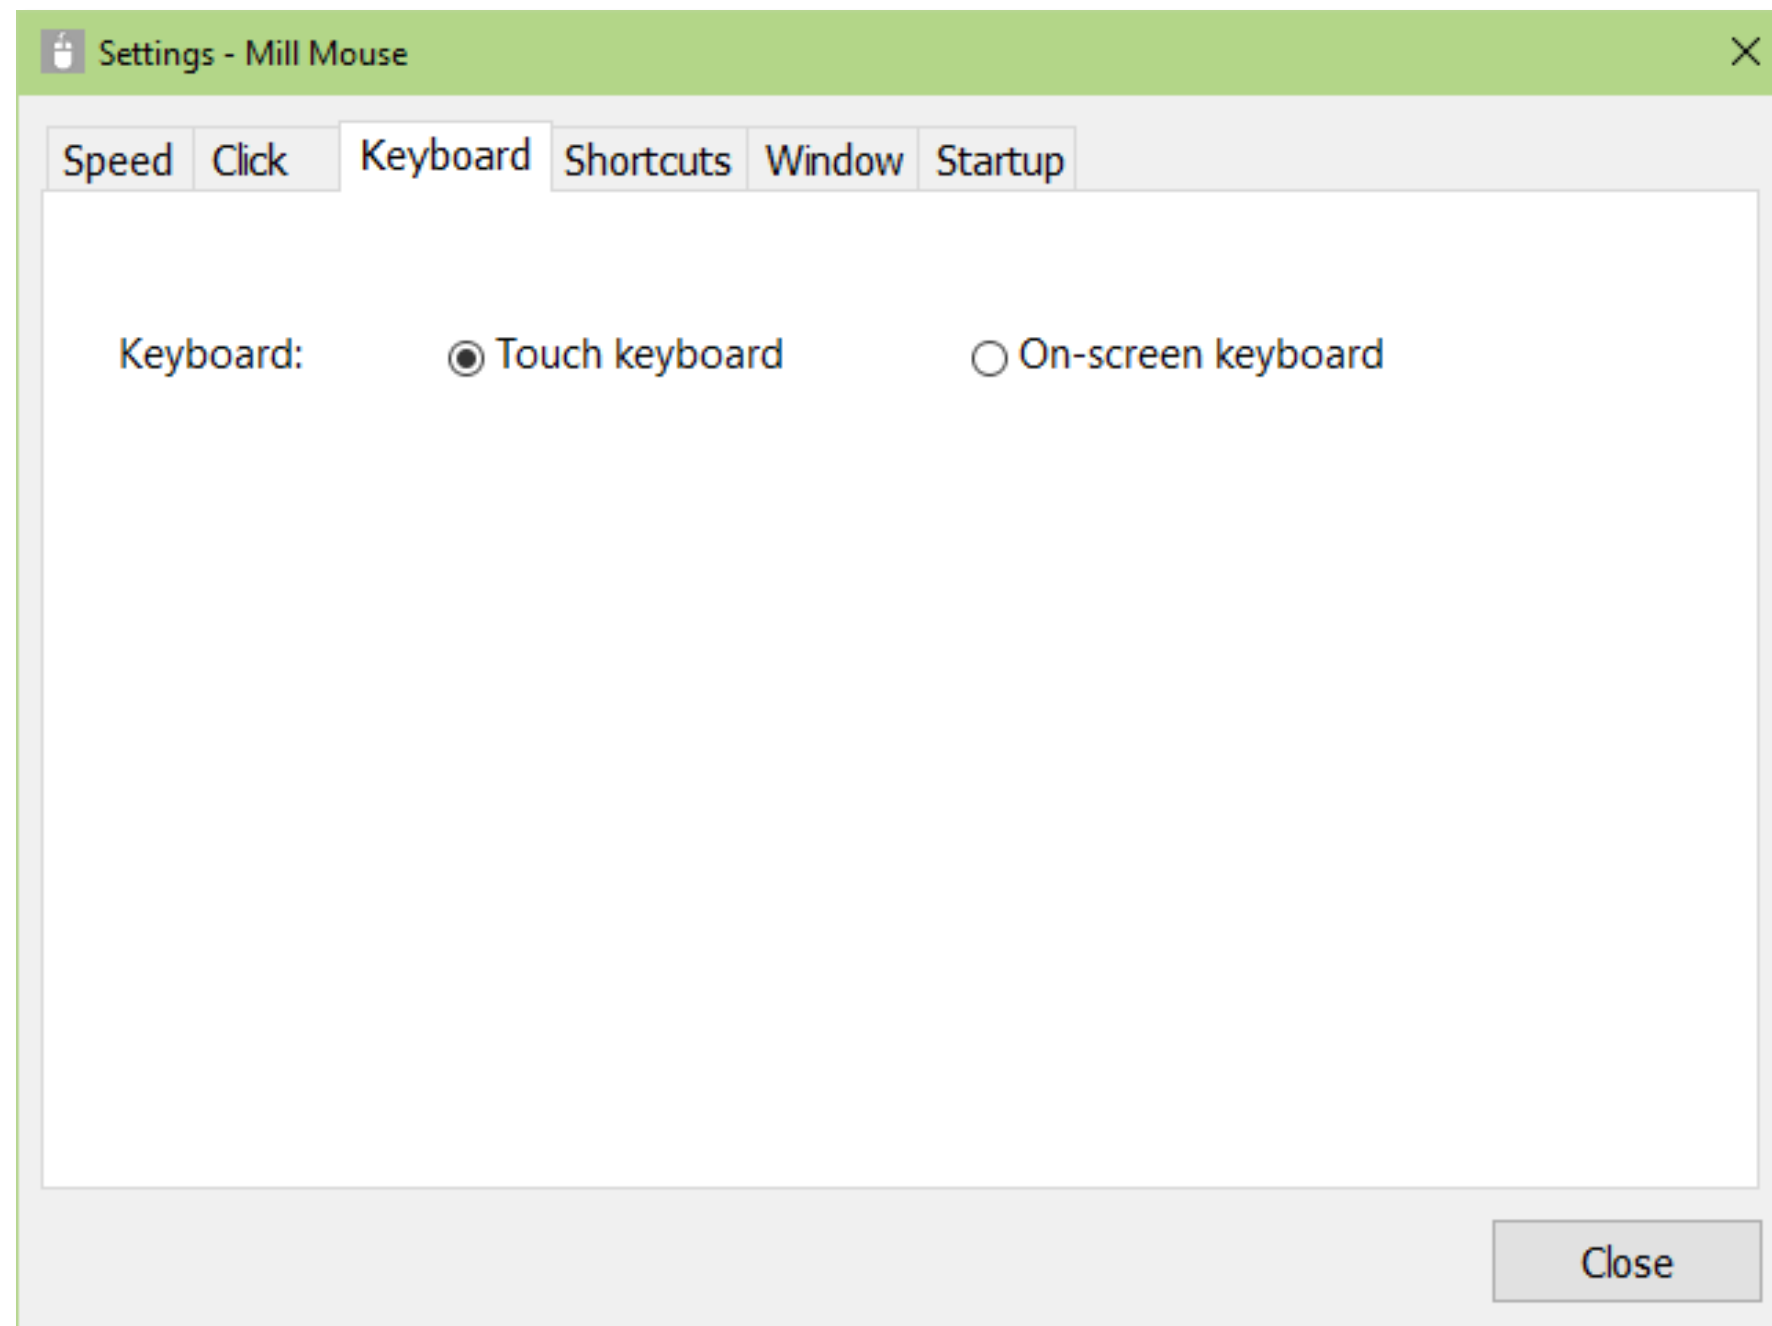 Settings - Mill Mouse
Speed Click Keyboard Shortcuts Window Startup
Keyboard: Touch keyboard On-screen keyboard
Close